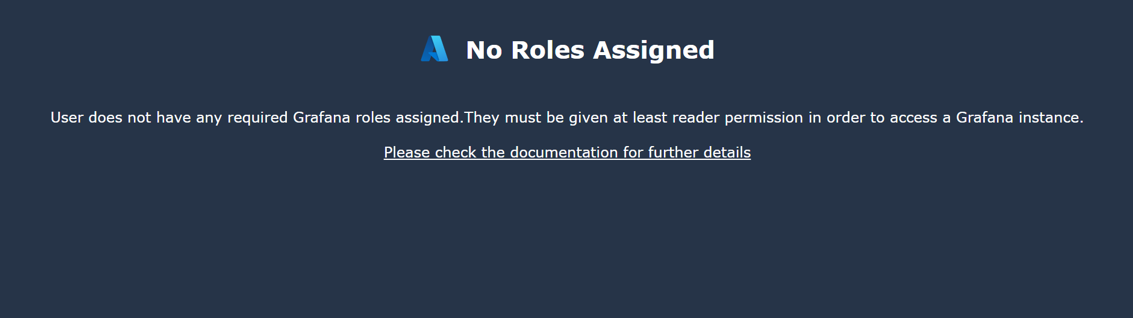 No Roles Assigned
User does not have any required Grafana roles assigned.They must be given at least reader permission in order to access a Grafana instance.
Please check the documentation for further details